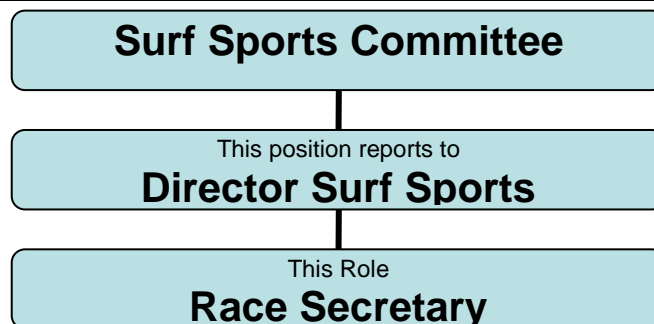 Surf Sports Committee
This position reports to
Director Surf Sports
This Role
Race Secretary